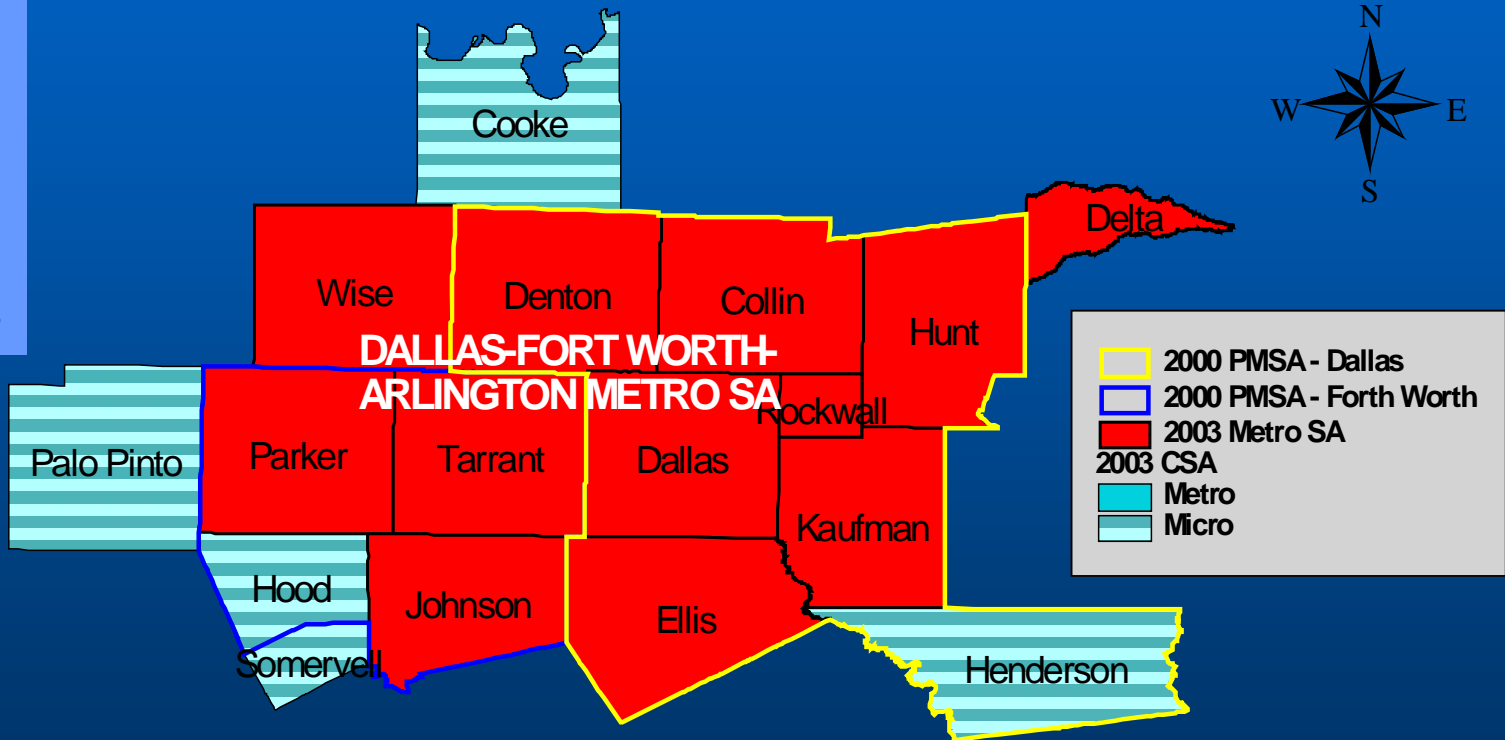 N
W E
S
Cooke
Delta
Wise
Denton
Collin
Hunt
DALLAS-FORT WORTH-
ARLINGTON METRO SA
Rockwall
Palo Pinto
Parker
Tarrant
Dallas
Kaufman
Hood
Johnson
Ellis
Somervell
Henderson
2000 PMSA - Dallas
2000 PMSA - Forth Worth
2003 Metro SA
2003 CSA
Metro
Micro